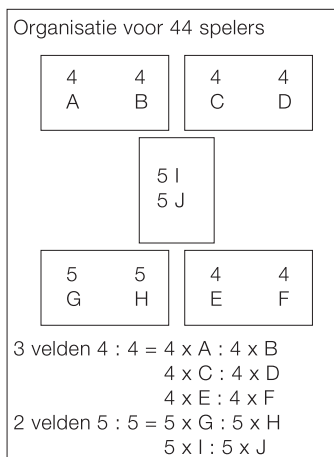 Organisatie voor 44 spelers
4 4 4 4
A B C D
5 I
5 J
5 5 4 4
G H E F
3 velden 4 : 4 = 4 x A : 4 x B
4 x C : 4 x D
4 x E : 4 x F
2 velden 5 : 5 = 5 x G : 5 x H
5 x I : 5 x J